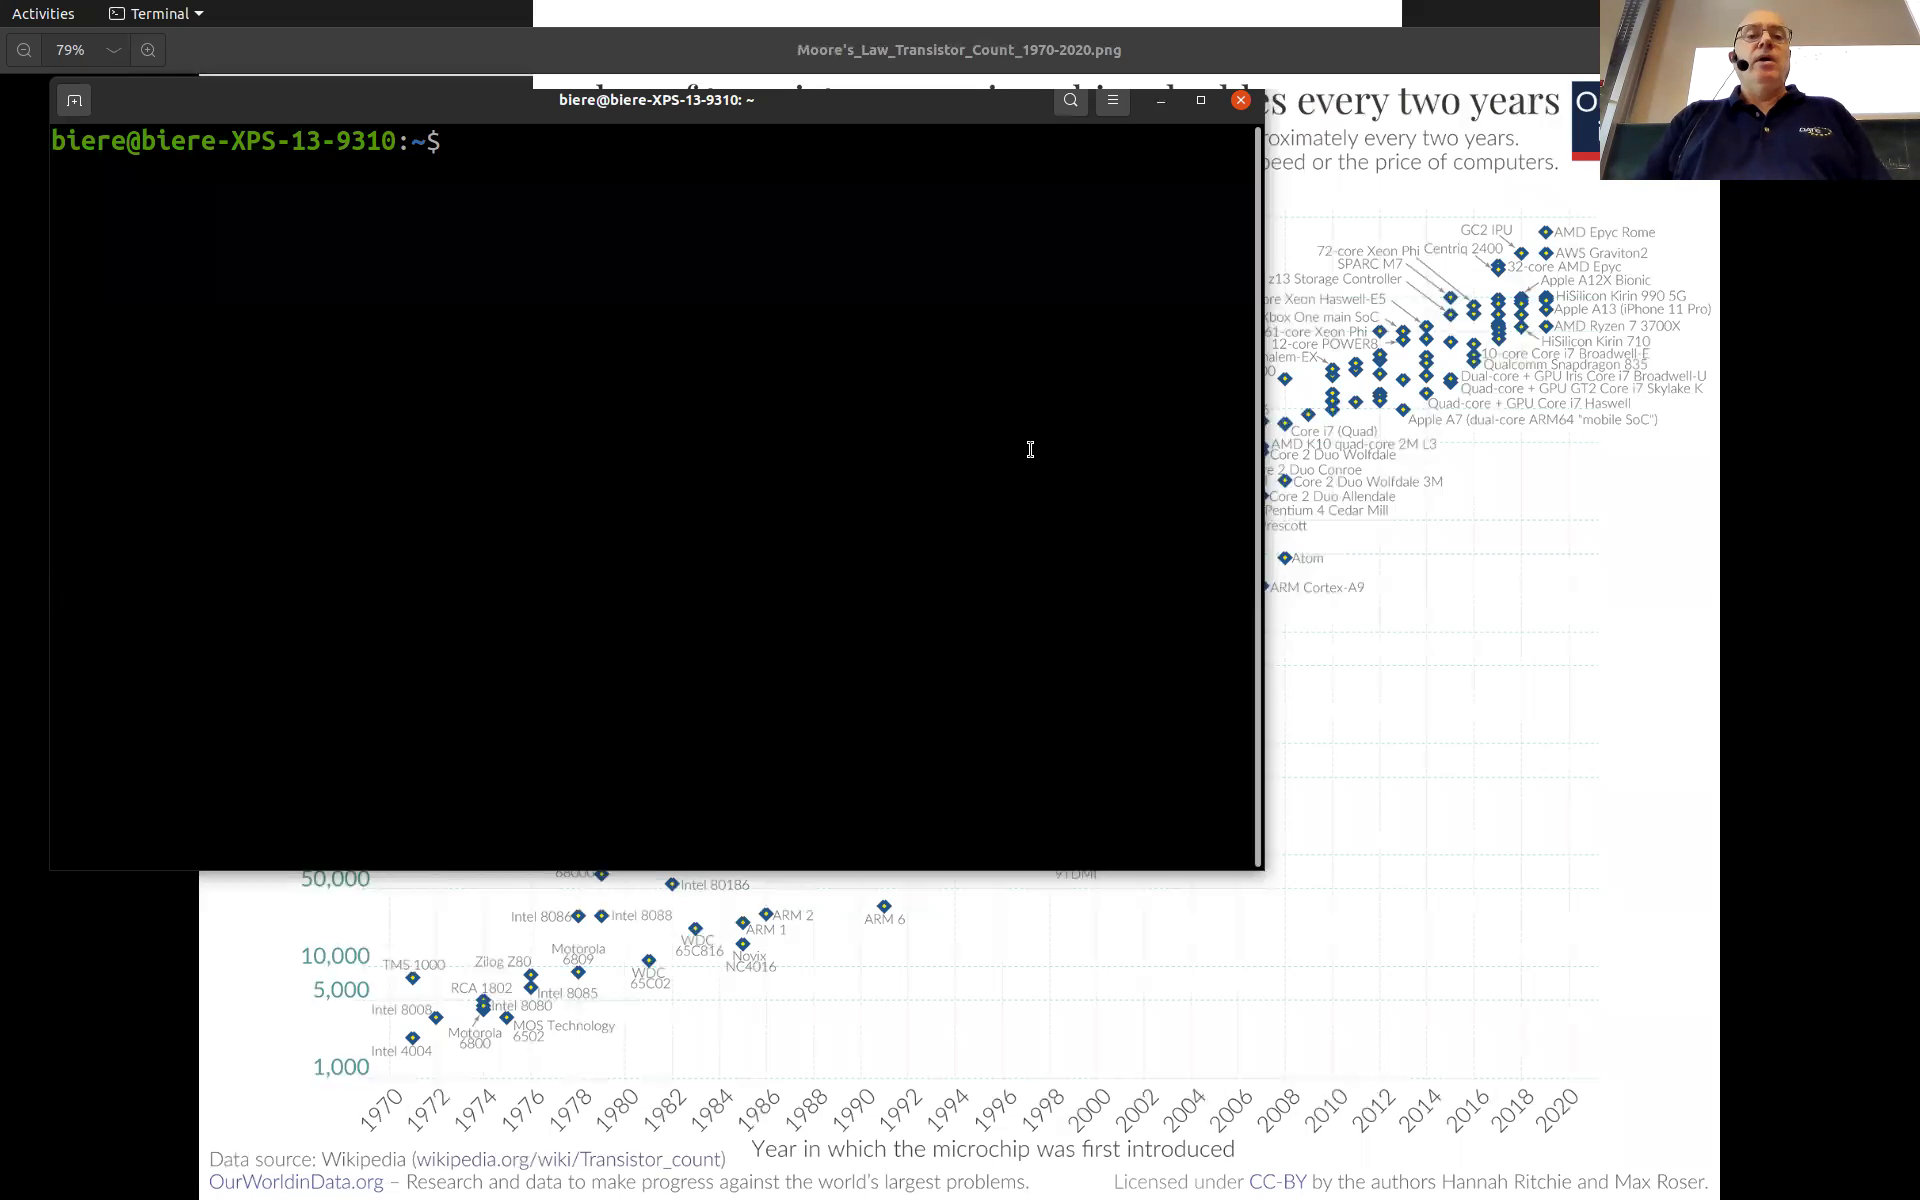 Activities
Terminal
79%
Moore's_Law_Transistor_Count_1970-2020.png
biere@biere-XPS-13-9310: ~
es every two years
roximately every two years.
eed or the price of computers.
biere@biere-XPS-13-9310:~$
GC2 IPU
AMD Epyc Rome
72-core Xeon Phi
Centriq 2400
AWS Graviton2
SPARC M7
32-core AMD Epyc
z13 Storage Controller
Apple A12X Bionic
ore Xeon Haswell-E5
HiSilicon Kirin 990 5G
Apple A13 (iPhone 11 Pro)
Xbox One main SoC
61-core Xeon Phi
AMD Ryzen 7 3700X
12-core POWER8
HiSilicon Kirin 710
halem-EX
10-core Core i7 Broadwell-E
Qualcomm Snapdragon 835
Dual-core + GPU Iris Core i7 Broadwell-U
Quad-core + GPU GT2 Core i7 Skylake K
Quad-core + GPU Core i7 Haswell
Apple A7 (dual-core ARM64 "mobile SoC")
Core i7 (Quad)
AMD K10 quad-core 2M L3
Core 2 Duo Wolfdale
e 2 Duo Conroe
Core 2 Duo Wolfdale 3M
Core 2 Duo Allendale
Pentium 4 Cedar Mill
rescott
Atom
ARM Cortex-A9
50,000
68000
Intel 80186
9TDMI
Intel 8086
Intel 8088
ARM 2
ARM 6
ARM 1
WDC
65C816
Motorola
6809
10,000
TMS 1000
Zilog Z80
Novix
NC4016
WDC
65C02
5,000
RCA 1802
Intel 8085
Intel 8080
Intel 8008
MOS Technology
6502
Motorola
6800
Intel 4004
1,000
1970 1972 1974 1976 1978 1980 1982 1984 1986 1988 1990 1992 1994 1996 1998 2000 2002 2004 2006 2008 2010 2012 2014 2016 2018 2020
Year in which the microchip was first introduced
Data source: Wikipedia (wikipedia.org/wiki/Transistor_count)
OurWorldinData.org – Research and data to make progress against the world's largest problems.
Licensed under CC-BY by the authors Hannah Ritchie and Max Roser.